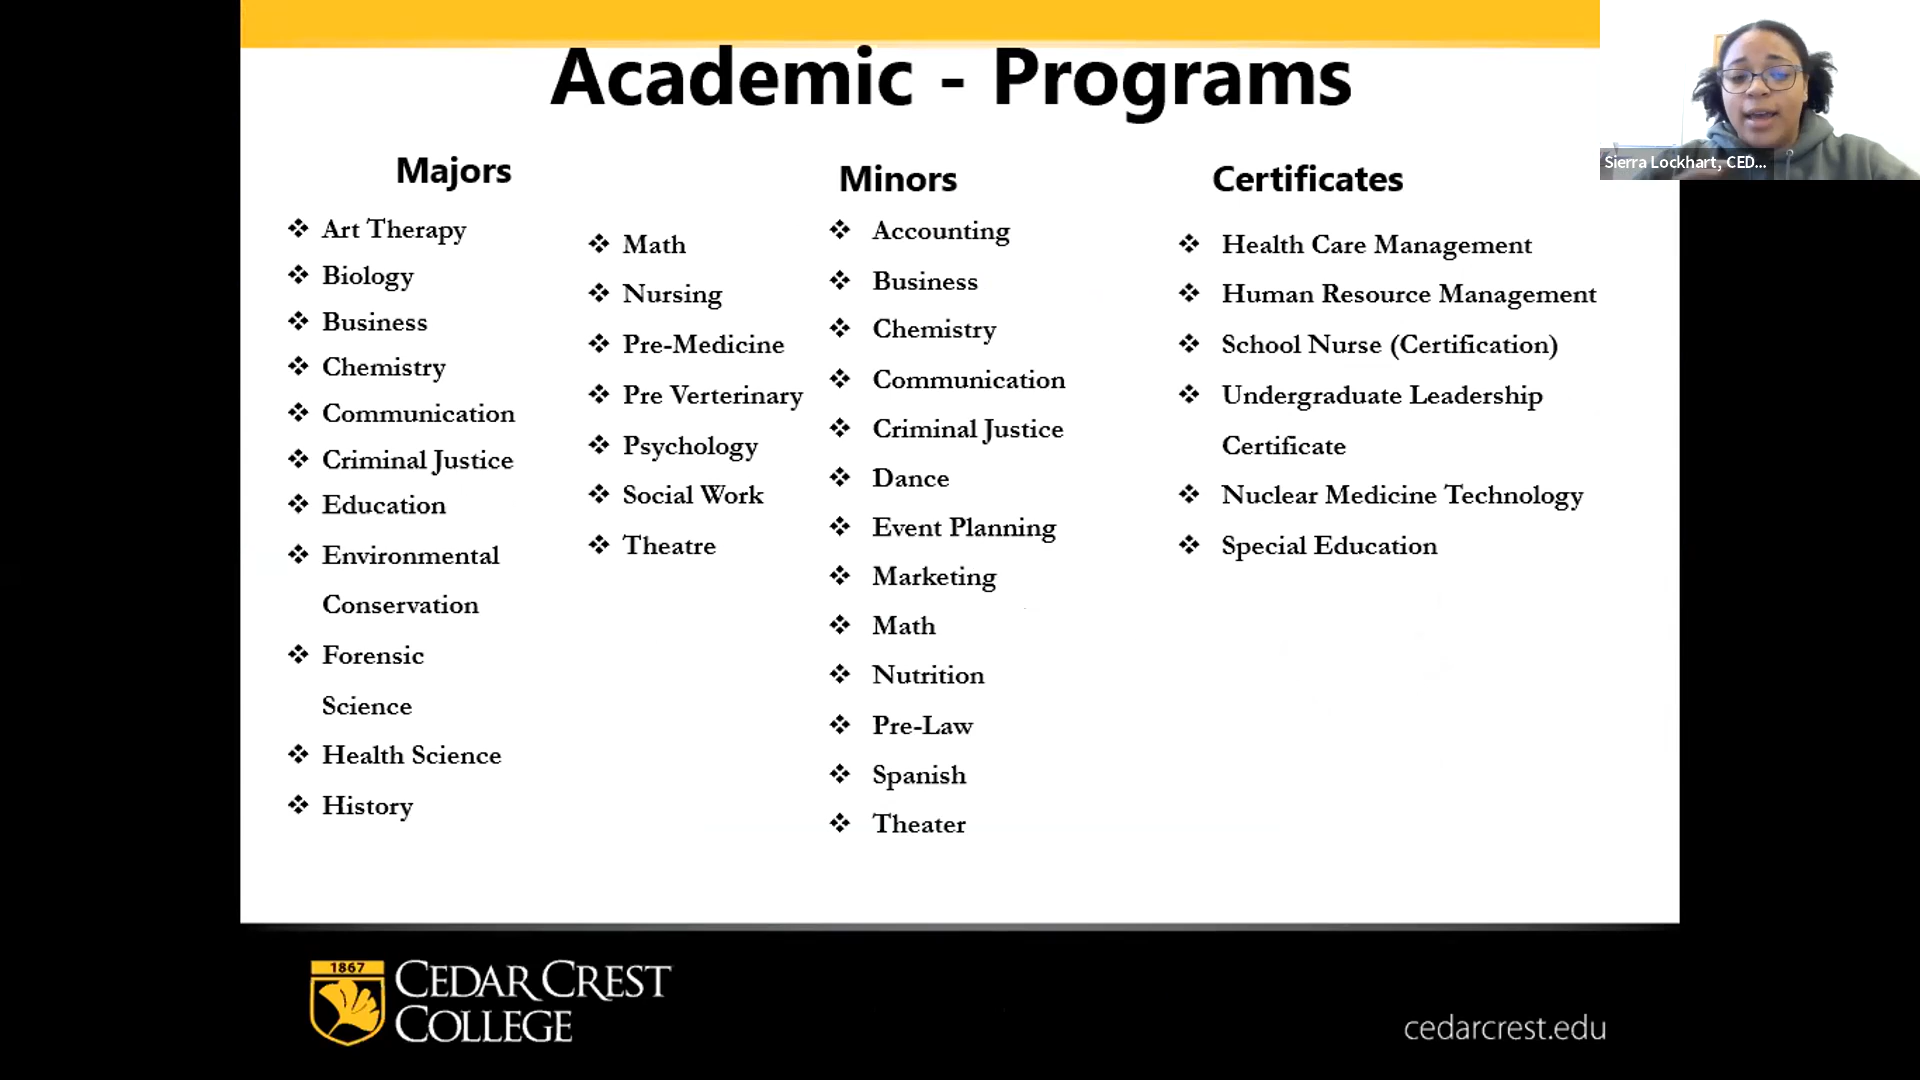 Academic - Programs
Majors
Art Therapy
Biology
Business
Chemistry
Communication
Criminal Justice
Education
Environmental
Conservation
Forensic
Science
Health Science
History
Math
Nursing
Pre-Medicine
Pre Verterinary
Psychology
Social Work
Theatre
Minors
Accounting
Business
Chemistry
Communication
Criminal Justice
Dance
Event Planning
Marketing
Math
Nutrition
Pre-Law
Spanish
Theater
Certificates
Health Care Management
Human Resource Management
School Nurse (Certification)
Undergraduate Leadership
Certificate
Nuclear Medicine Technology
Special Education
Sierra Lockhart, CED...
1867
CEDAR CREST
COLLEGE
cedarcrest.edu